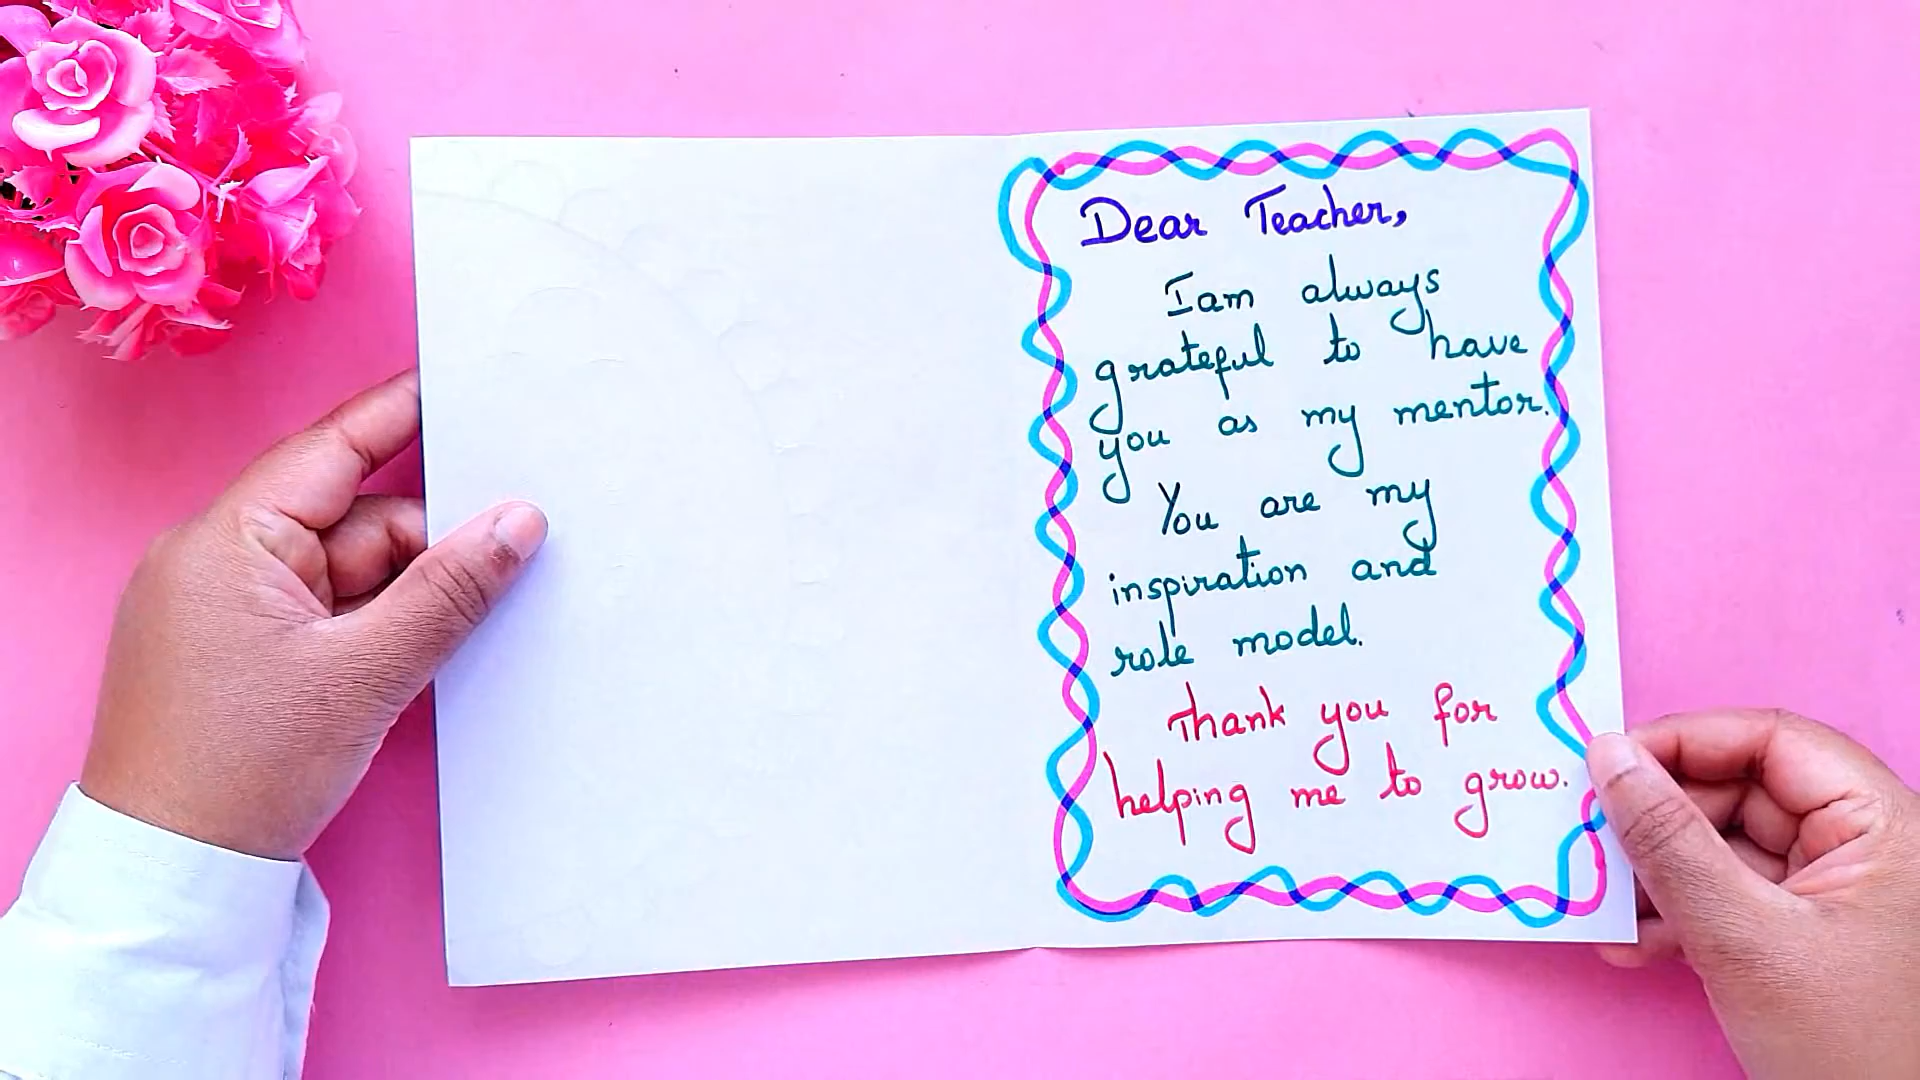 Dear Teacher,
I am always
grateful to have
you as my mentor.
You are my
inspiration and
role model.
Thank you for
helping me to grow.